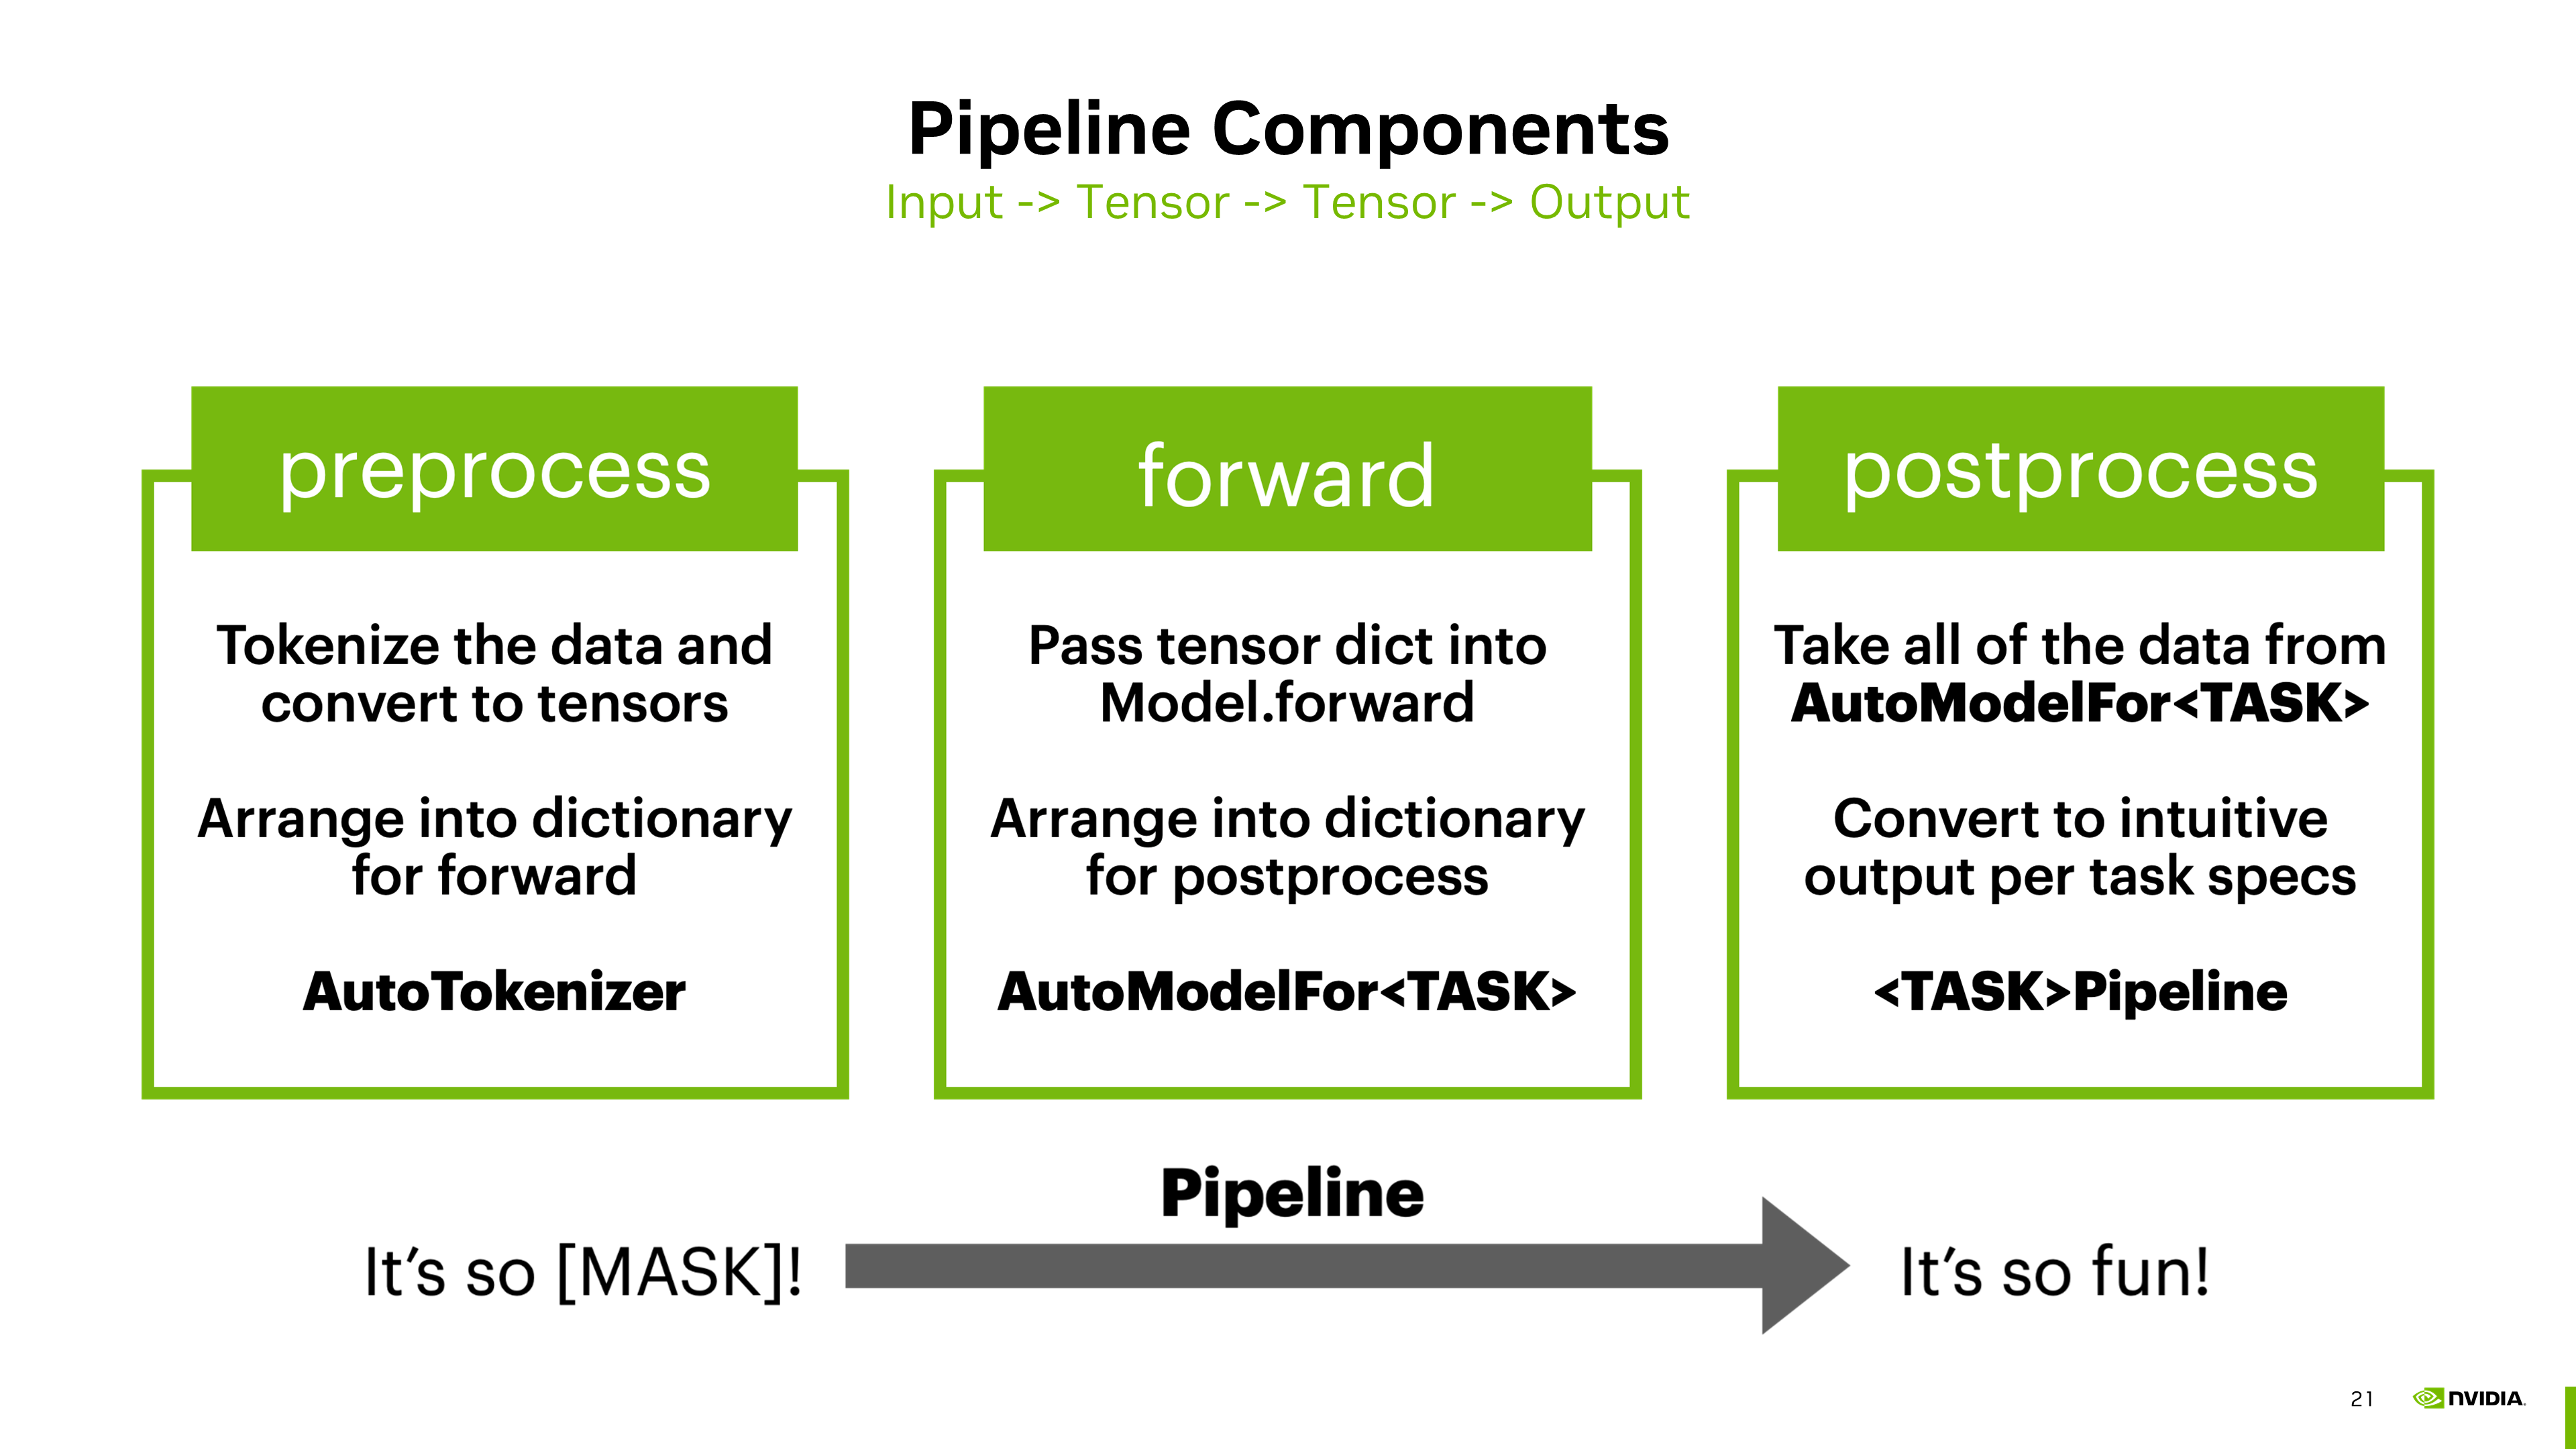 Pipeline Components
Input -> Tensor -> Tensor -> Output
preprocess
Tokenize the data and
convert to tensors
Arrange into dictionary
for forward
AutoTokenizer
forward
Pass tensor dict into
Model.forward
Arrange into dictionary
for postprocess
AutoModelFor<TASK>
postprocess
Take all of the data from
AutoModelFor<TASK>
Convert to intuitive
output per task specs
<TASK>Pipeline
Pipeline
It’s so [MASK]!
It’s so fun!
21
NVIDIA.